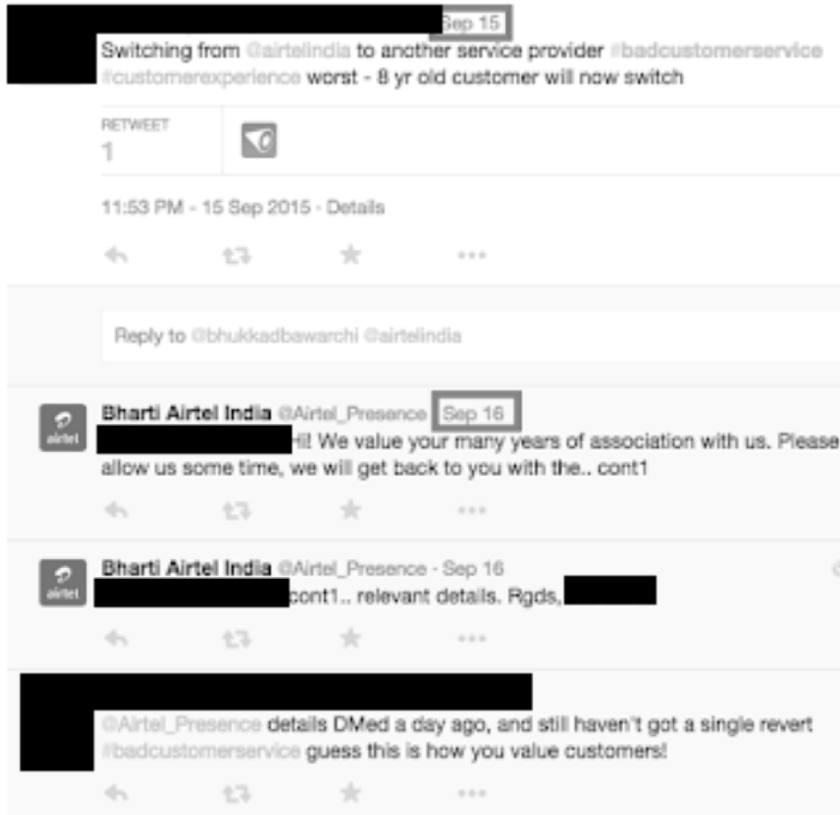 Sep 15
Switching from @airtelindia to another service provider #badcustomerservice
#customerexperience worst - 8 yr old customer will now switch
RETWEET
1
11:53 PM - 15 Sep 2015 · Details
Reply to @bhukkadbawarchi @airtelindia
Bharti Airtel India @Airtel_Presence Sep 16
Hi! We value your many years of association with us. Please
allow us some time, we will get back to you with the.. cont1
airtel
Bharti Airtel India @Airtel_Presence · Sep 16
cont1.. relevant details. Rgds,
airtel
@Airtel_Presence details DMed a day ago, and still haven't got a single revert
#badcustomerservice guess this is how you value customers!